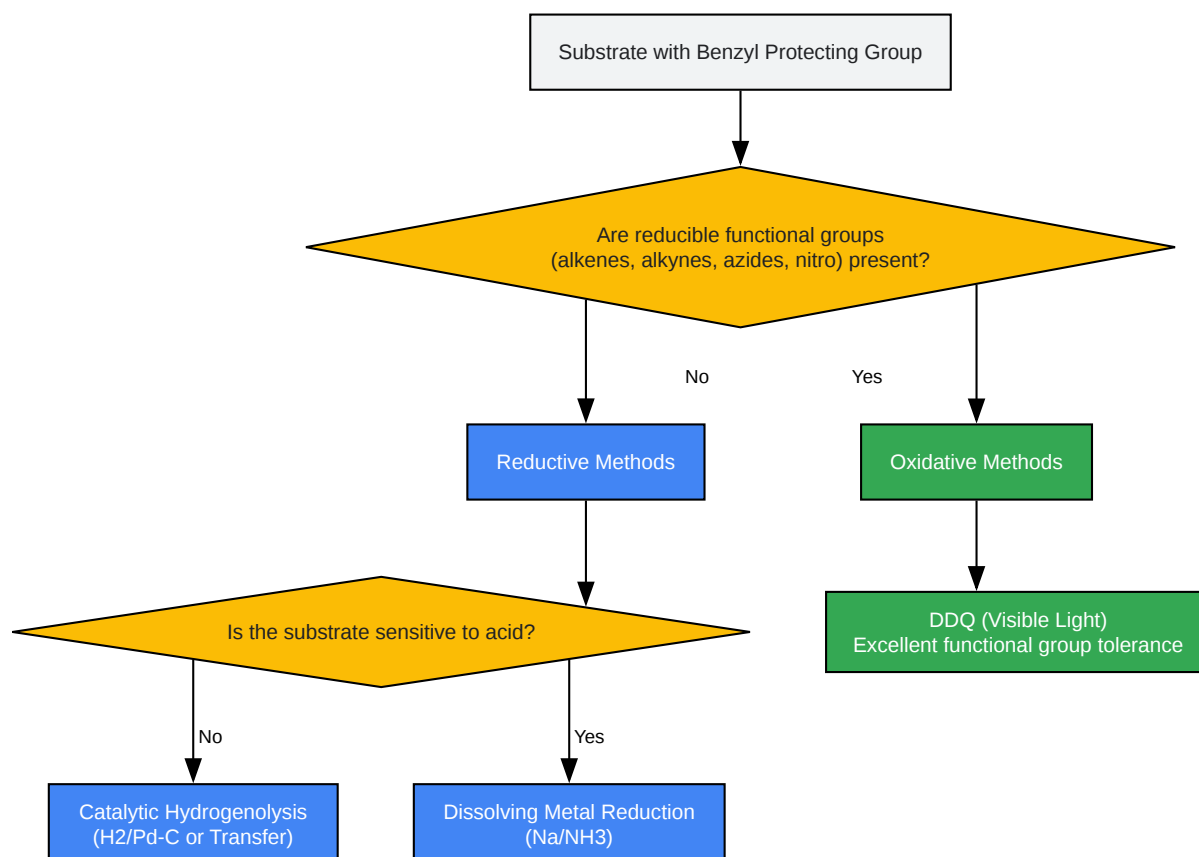 Substrate with Benzyl Protecting Group
Are reducible functional groups
(alkenes, alkynes, azides, nitro) present?
No
Yes
Reductive Methods
Oxidative Methods
Is the substrate sensitive to acid?
DDQ (Visible Light)
Excellent functional group tolerance
No
Yes
Catalytic Hydrogenolysis
(H2/Pd-C or Transfer)
Dissolving Metal Reduction
(Na/NH3)